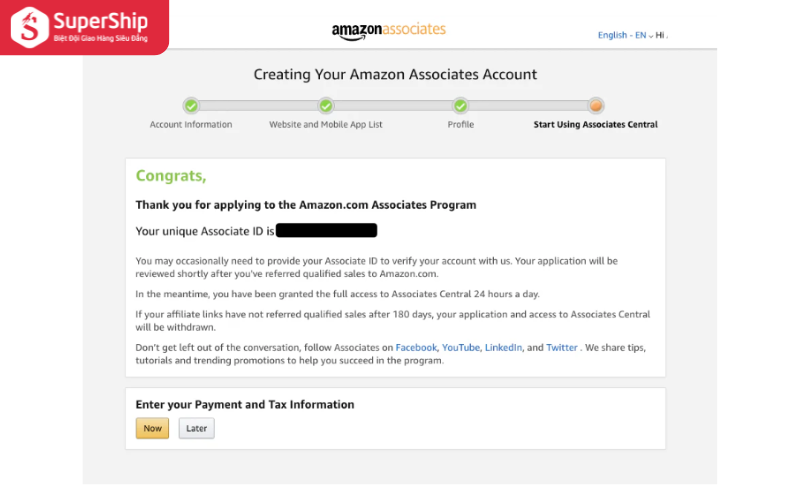 SuperShip
Biệt Đội Giao Hàng Siêu Đẳng
amazonassociates
English - EN Hi .
Creating Your Amazon Associates Account
Account Information
Website and Mobile App List
Profile
Start Using Associates Central
Congrats,
Thank you for applying to the Amazon.com Associates Program
Your unique Associate ID is
You may occasionally need to provide your Associate ID to verify your account with us. Your application will be
reviewed shortly after you've referred qualified sales to Amazon.com.
In the meantime, you have been granted the full access to Associates Central 24 hours a day.
If your affiliate links have not referred qualified sales after 180 days, your application and access to Associates Central
will be withdrawn.
Don't get left out of the conversation, follow Associates on Facebook, YouTube, LinkedIn, and Twitter . We share tips,
tutorials and trending promotions to help you succeed in the program.
Enter your Payment and Tax Information
Now
Later